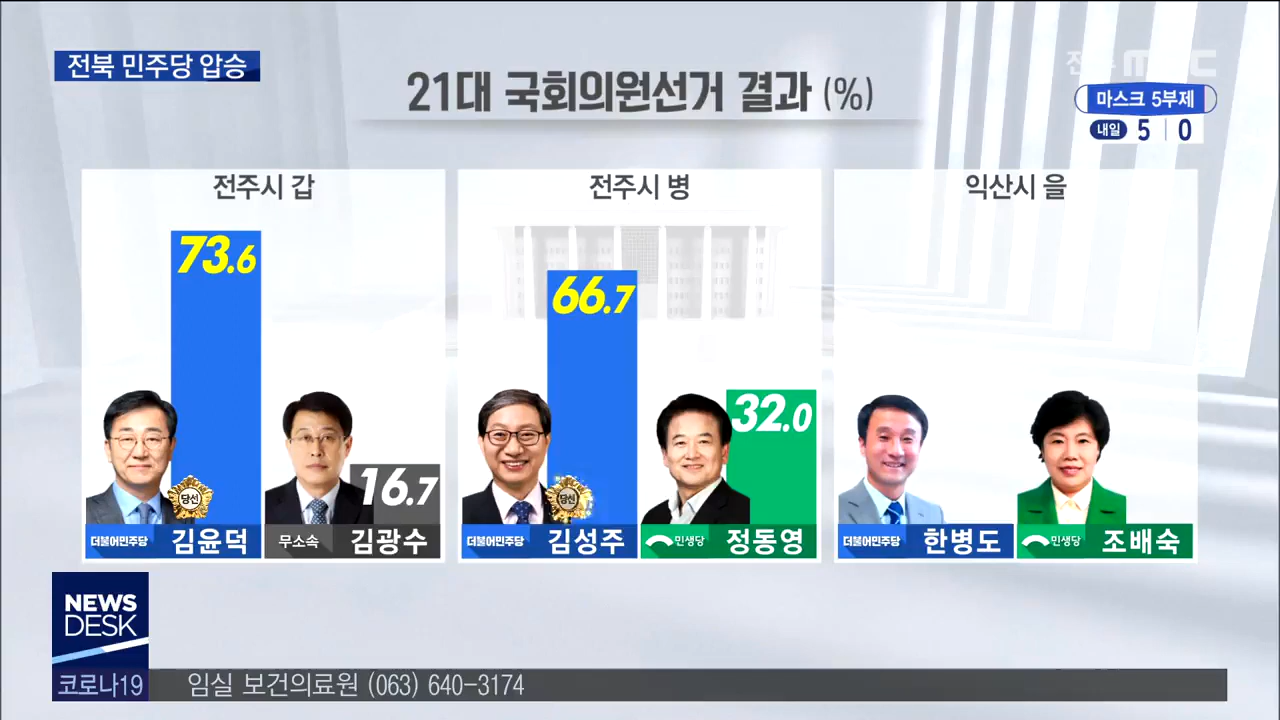 전북 민주당 압승
21대 국회의원선거 결과 (%)
전주 MBC
마스크 5부제
내일 5 0
전주시 갑
73.6
16.7
당선
더불어민주당 김윤덕
무소속 김광수
전주시 병
66.7
32.0
당선
더불어민주당 김성주
민생당 정동영
익산시 을
더불어민주당 한병도
민생당 조배숙
NEWS
DESK
코로나19
임실 보건의료원 (063) 640-3174